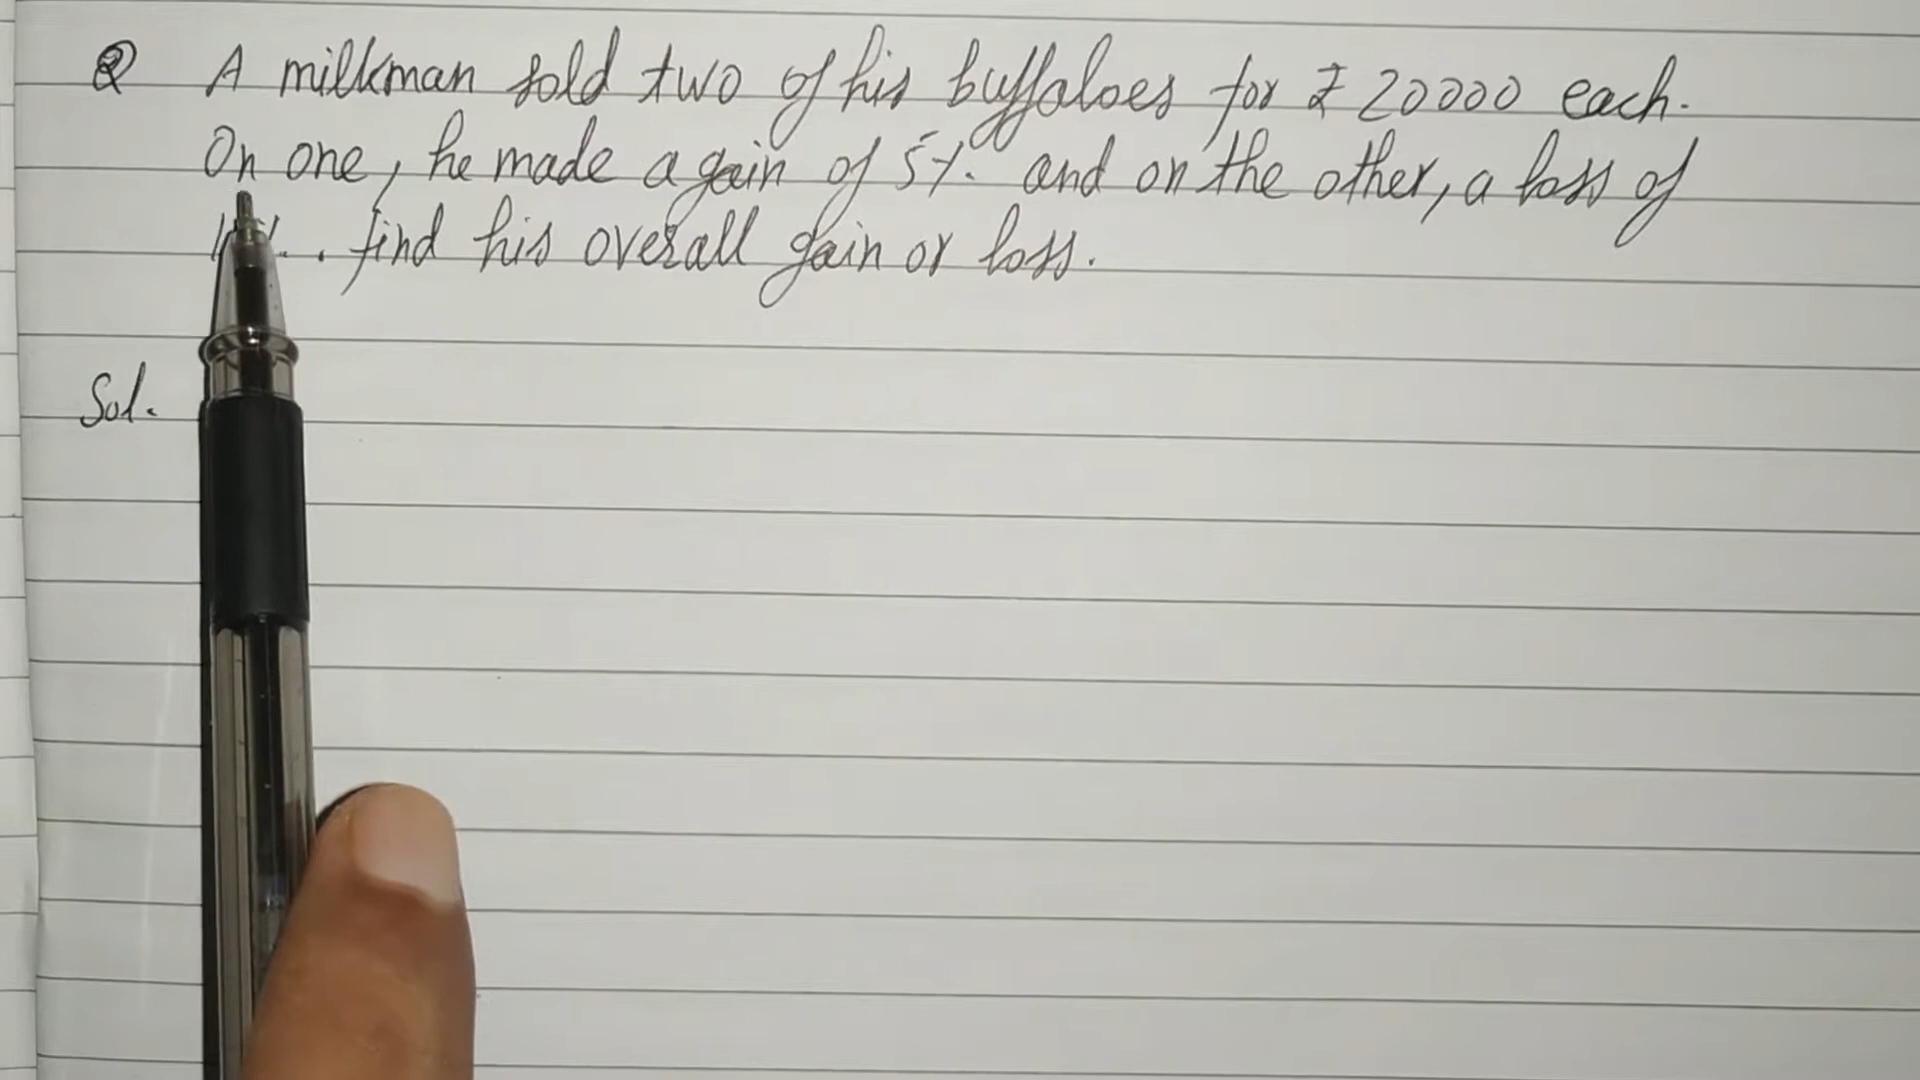 Q A milkman sold two of his buffaloes for ₹ 20000 each.
On one, he made a gain of 5%. and on the other, a loss of
. find his overall gain or loss.
Sol.